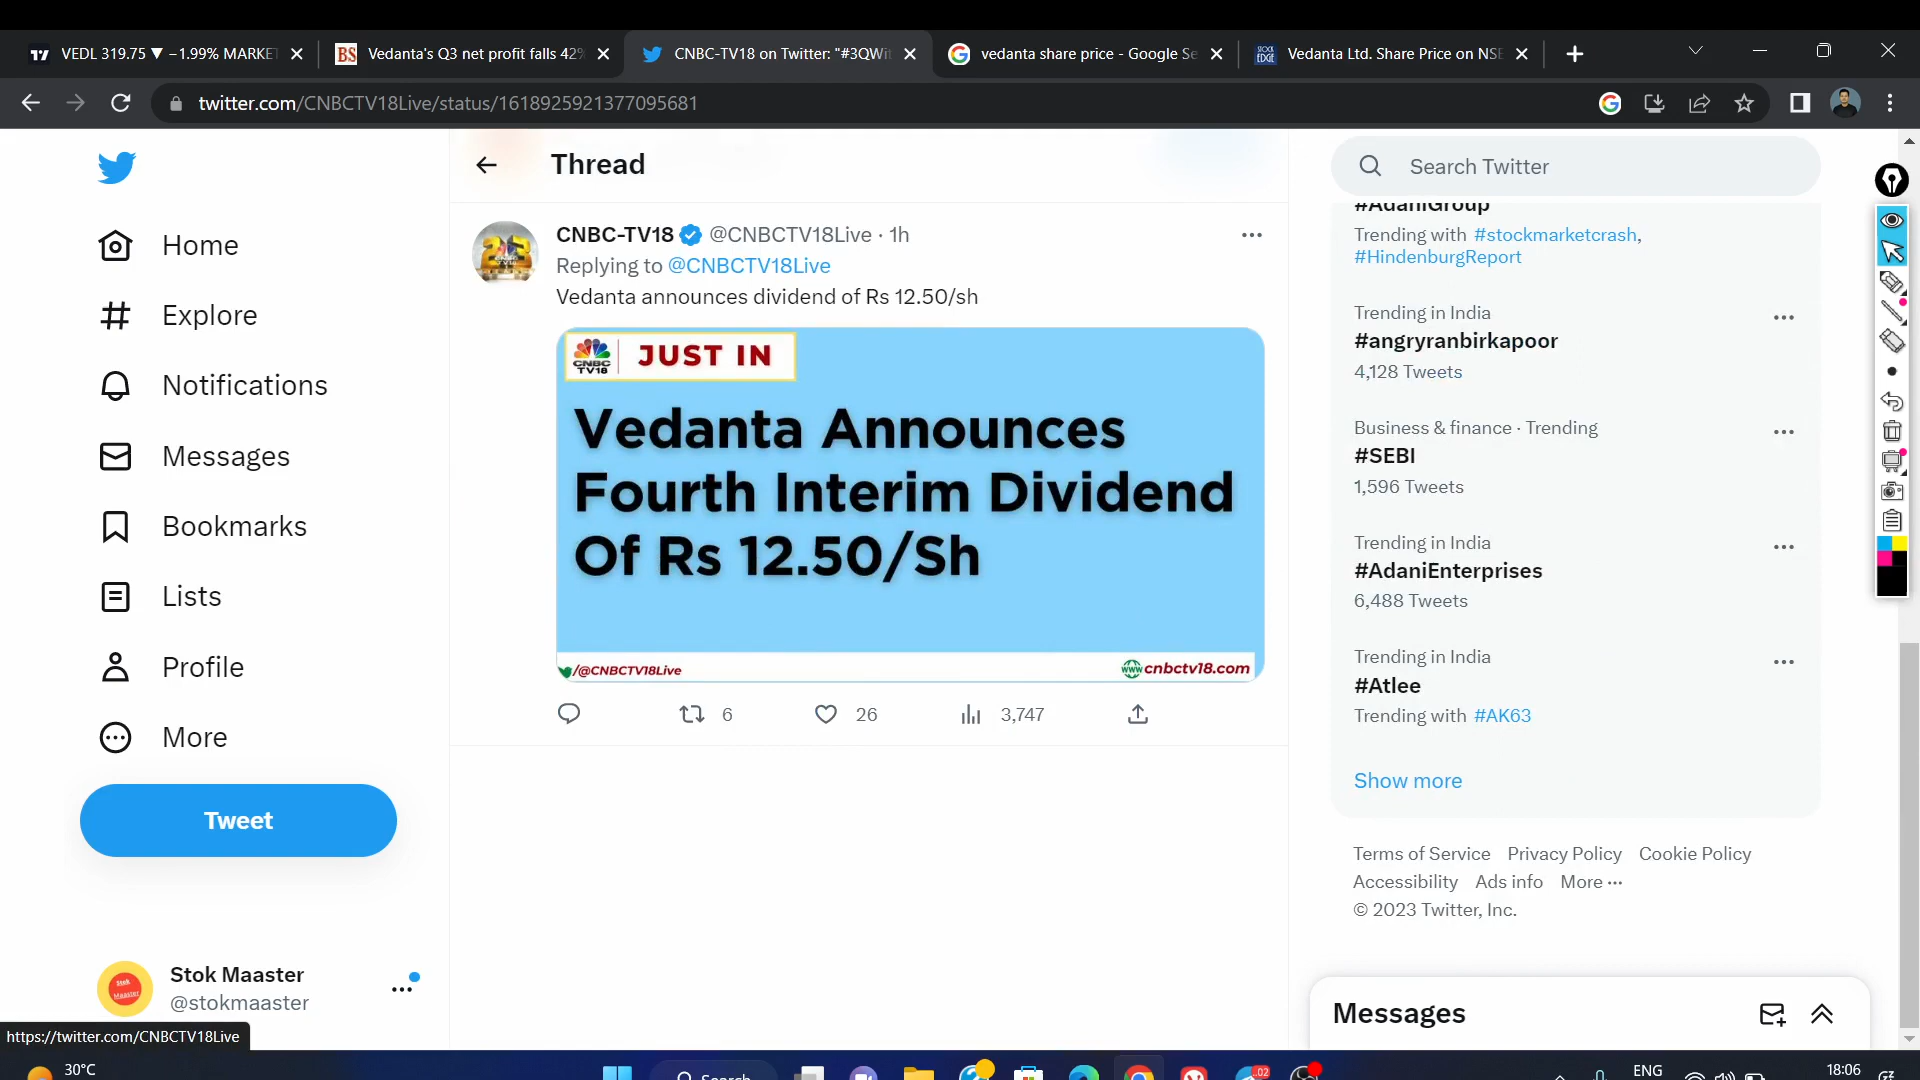 VEDL 319.75 ▼ −1.99% MARKE
Vedanta's Q3 net profit falls 42%
CNBC-TV18 on Twitter: "#3QWit
vedanta share price - Google Se
Vedanta Ltd. Share Price on NSE
twitter.com/CNBCTV18Live/status/1618925921377095681
Thread
Search Twitter
Home
Explore
Notifications
Messages
Bookmarks
Lists
Profile
More
Tweet
Stok Maaster
@stokmaaster
https://twitter.com/CNBCTV18Live
CNBC-TV18 @CNBCTV18Live · 1h
Replying to @CNBCTV18Live
Vedanta announces dividend of Rs 12.50/sh
CNBC
TV18
JUST IN
Vedanta Announces
Fourth Interim Dividend
Of Rs 12.50/Sh
/@CNBCTV18Live
www cnbctv18.com
6
26
3,747
#AdaniGroup
Trending with #stockmarketcrash,
#HindenburgReport
Trending in India
#angryranbirkapoor
4,128 Tweets
Business & finance · Trending
#SEBI
1,596 Tweets
Trending in India
#AdaniEnterprises
6,488 Tweets
Trending in India
#Atlee
Trending with #AK63
Show more
Terms of Service Privacy Policy Cookie Policy
Accessibility Ads info More ···
© 2023 Twitter, Inc.
Messages
30°C
Search
ENG
18:06